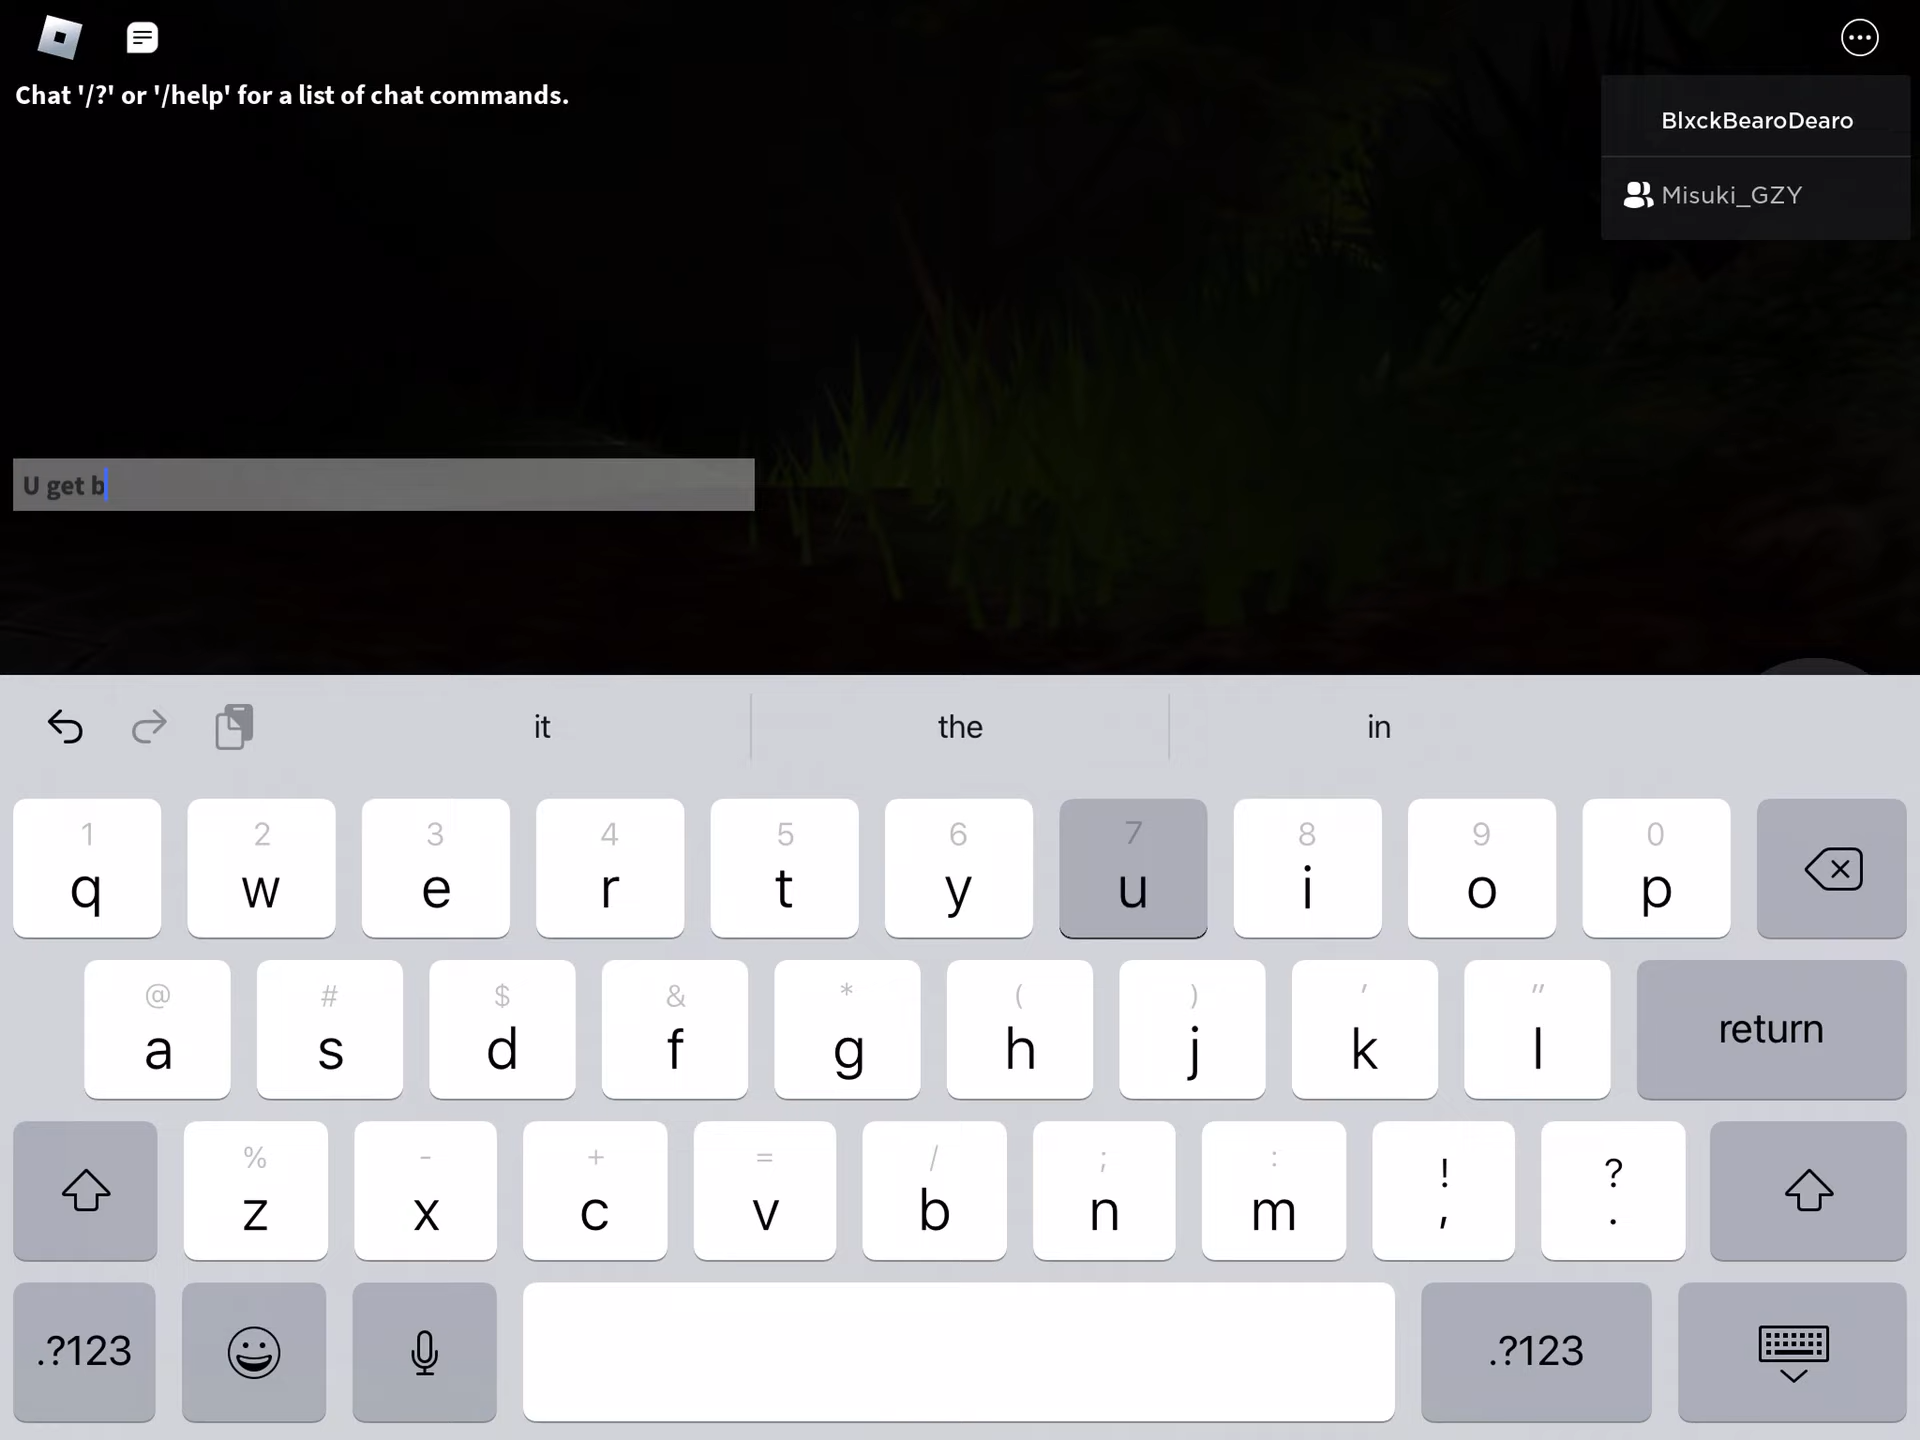 Chat '/?' or '/help' for a list of chat commands.
BlxckBearoDearo
Misuki_GZY
U get b
it the in
1 2 3 4 5 6 7 8 9 0
q w e r t y u i o p
@ # $ & * ( ) ' "
a s d f g h j k l return
% - + = / ; : ! ?
z x c v b n m , .
.?123 .?123